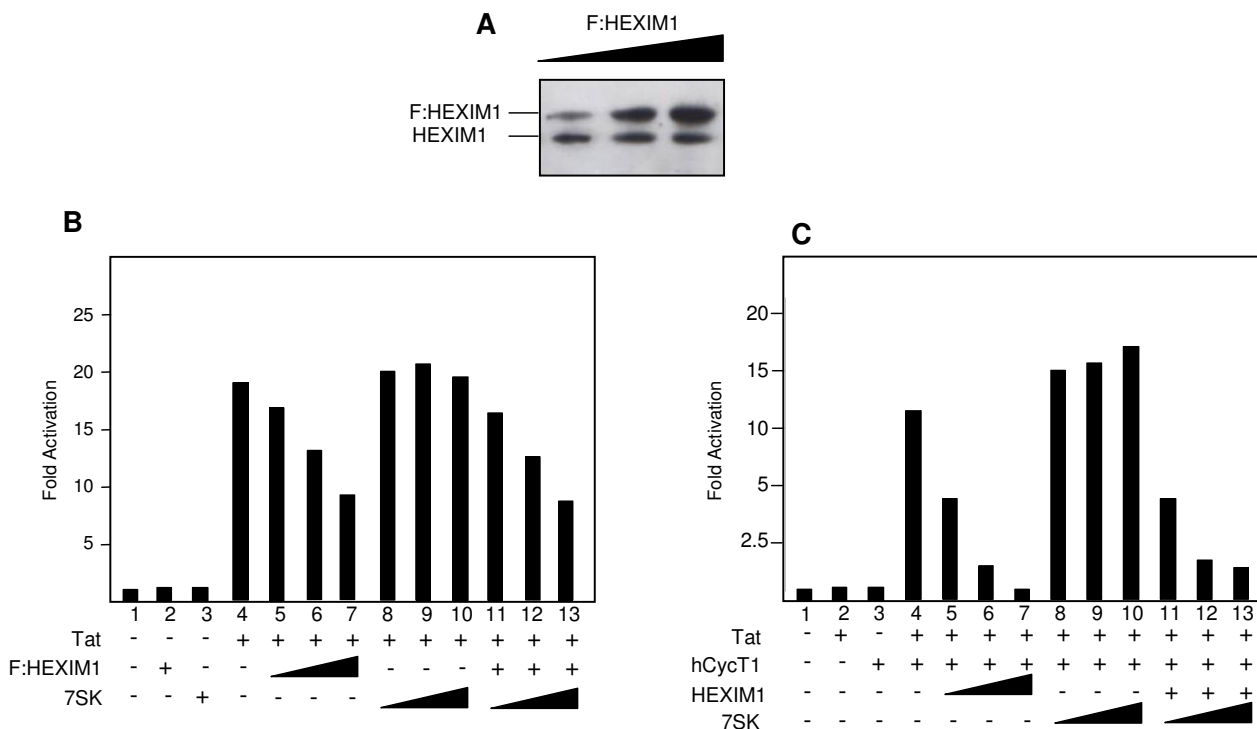 A
F:HEXIM1
F:HEXIM1
HEXIM1
B
25
20
15
10
5
Fold Activation
1 2 3 4 5 6 7 8 9 10 11 12 13
Tat - - - + + + + + + + + + +
F:HEXIM1 - + - - - - - + + +
7SK - - + - - - -
C
20
15
10
5
2.5
Fold Activation
1 2 3 4 5 6 7 8 9 10 11 12 13
Tat - + - + + + + + + + + + +
hCycT1 - - + + + + + + + + + + +
HEXIM1 - - - - - - - + + +
7SK - - - - - - -